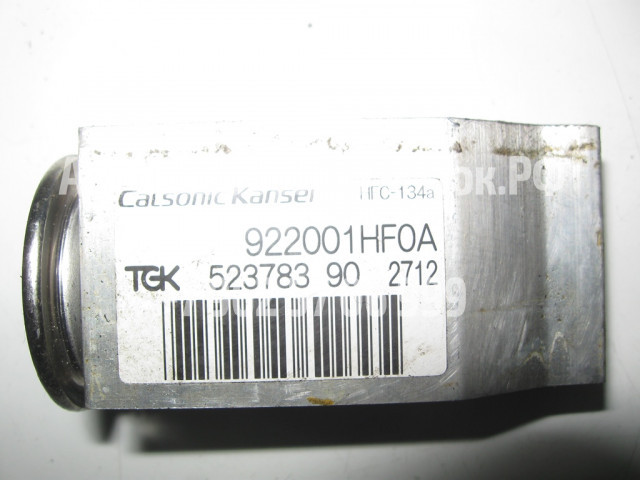 CALSONIC KANSEI HFC-134a
922001HF0A
TGK 523783 90 2712